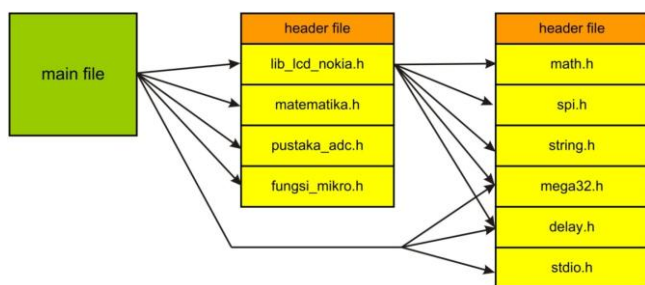 main file
header file
lib_lcd_nokia.h
matematika.h
pustaka_adc.h
fungsi_mikro.h
header file
math.h
spi.h
string.h
mega32.h
delay.h
stdio.h